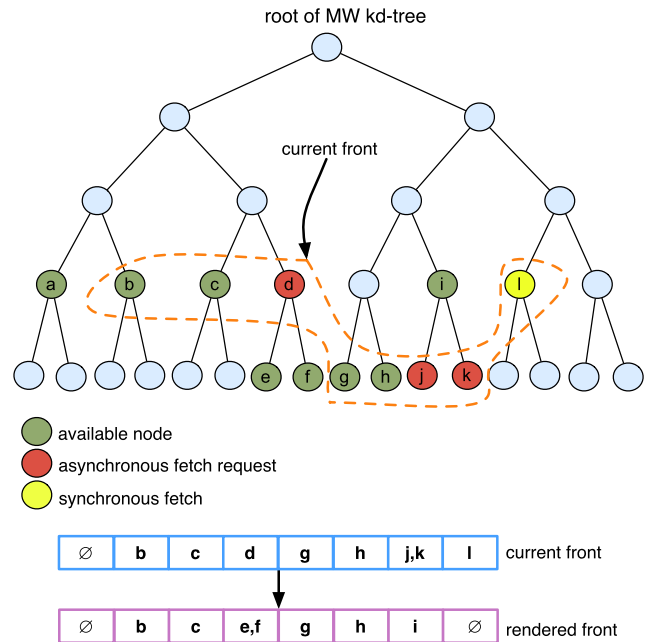 root of MW kd-tree
current front
a b c d i l
e f g h j k
available node
asynchronous fetch request
synchronous fetch
∅ b c d g h j,k l current front
∅ b c e,f g h i ∅ rendered front